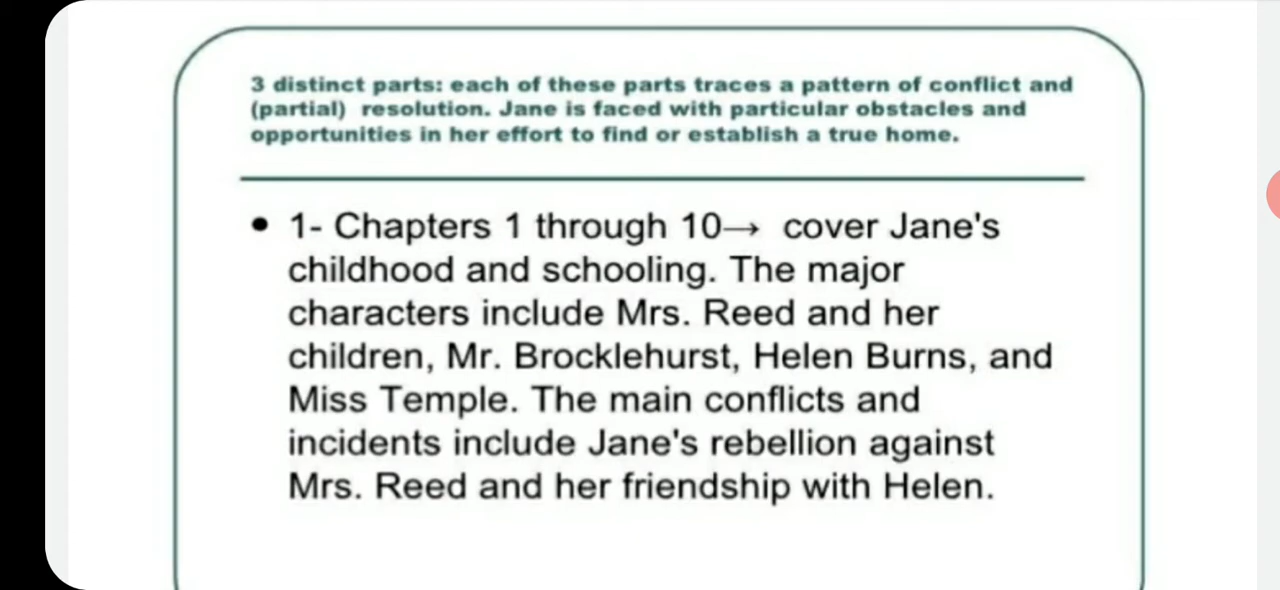 3 distinct parts: each of these parts traces a pattern of conflict and
(partial)  resolution. Jane is faced with particular obstacles and
opportunities in her effort to find or establish a true home.
• 1- Chapters 1 through 10→  cover Jane's
childhood and schooling. The major
characters include Mrs. Reed and her
children, Mr. Brocklehurst, Helen Burns, and
Miss Temple. The main conflicts and
incidents include Jane's rebellion against
Mrs. Reed and her friendship with Helen.